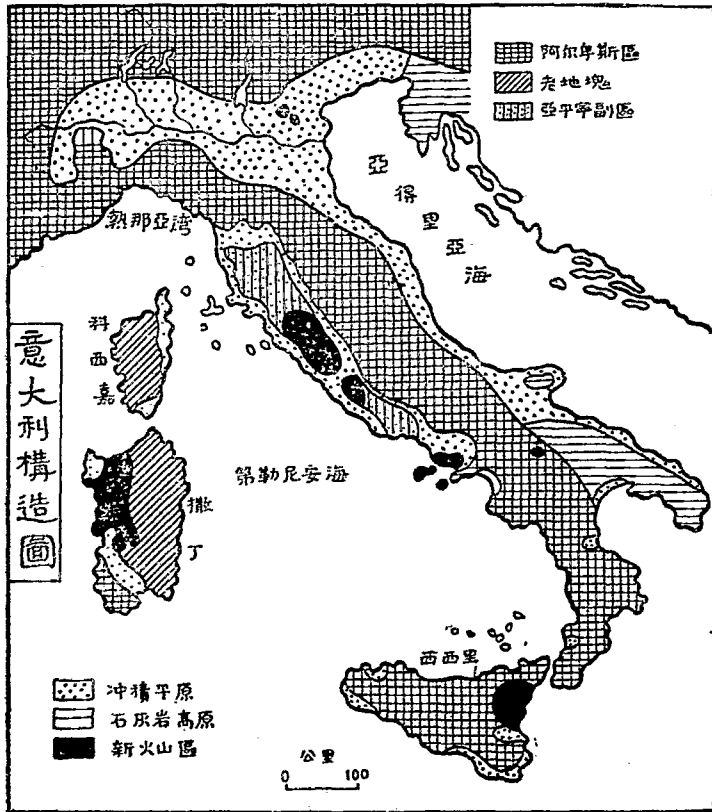 阿尔卑斯區
老地塊
亞平寧副區
亞得里亞海
熱那亞湾
科西嘉
意大利構造圖
第勒尼安海
撒丁
西西里
冲積平原
石灰岩高原
新火山區
公里
0 100